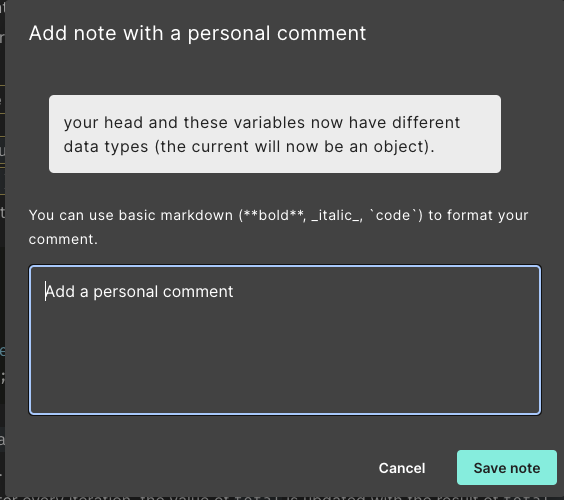 Add note with a personal comment
your head and these variables now have different
data types (the current will now be an object).
You can use basic markdown (**bold**, _italic_, `code`) to format your
comment.
Add a personal comment
Cancel
Save note